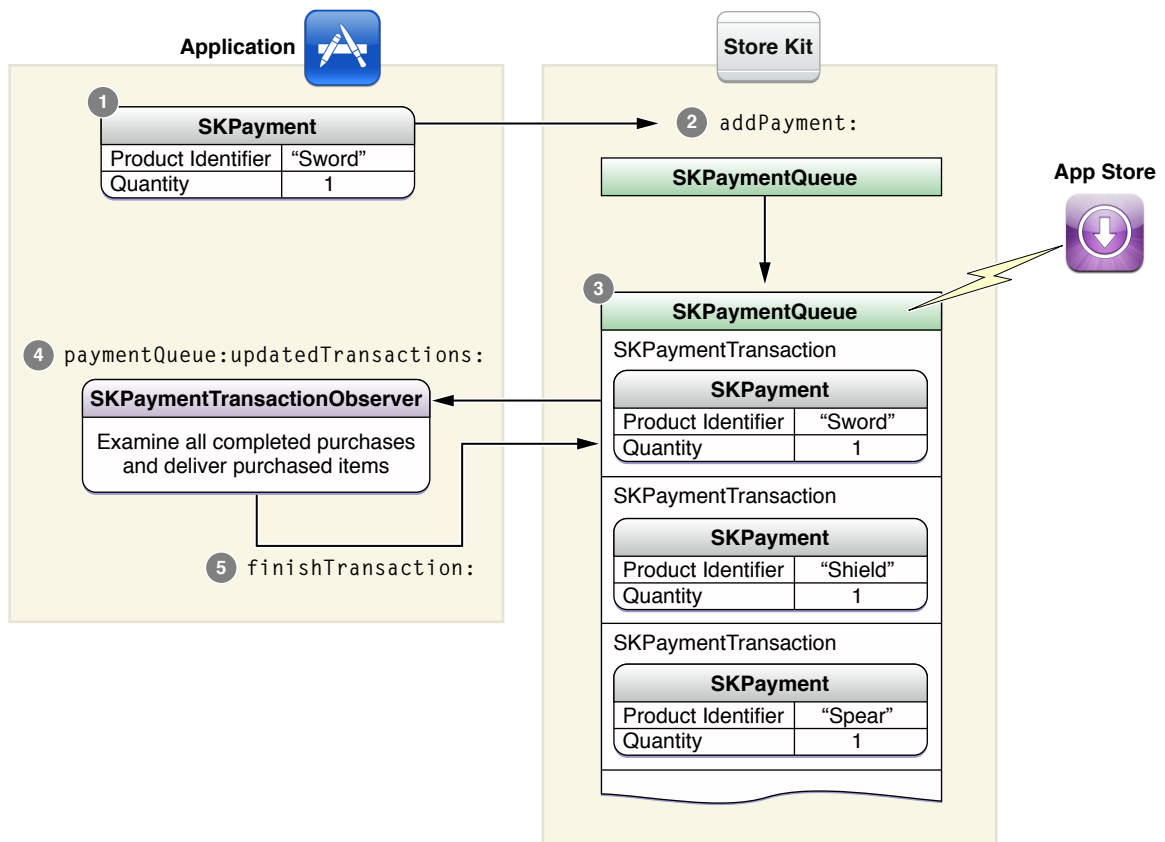 Application
Store Kit
1
SKPayment
Product Identifier “Sword”
Quantity 1
2 addPayment:
SKPaymentQueue
App Store
3
SKPaymentQueue
SKPaymentTransaction
SKPayment
Product Identifier “Sword”
Quantity 1
SKPaymentTransaction
SKPayment
Product Identifier “Shield”
Quantity 1
SKPaymentTransaction
SKPayment
Product Identifier “Spear”
Quantity 1
4 paymentQueue:updatedTransactions:
SKPaymentTransactionObserver
Examine all completed purchases
and deliver purchased items
5 finishTransaction: